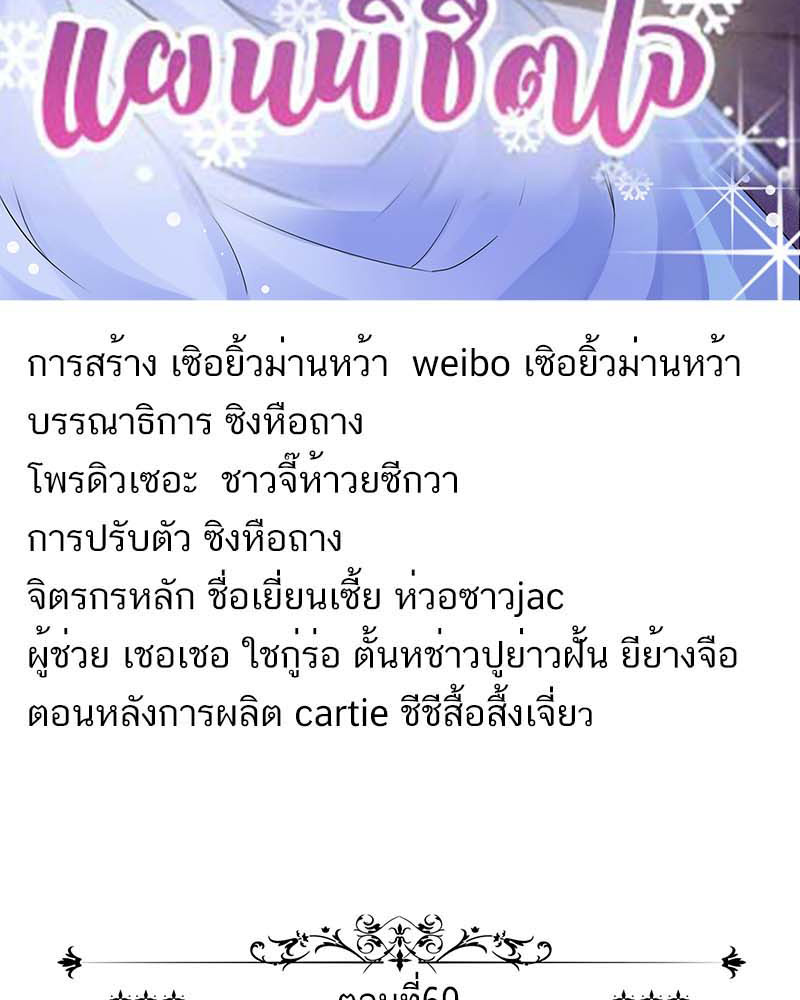 แผนพิชิตใจ
การสร้าง เซิอยิ้วม่านหว้า weibo เซิอยิ้วม่านหว้า
บรรณาธิการ ซิงหือถาง
โพรดิวเซอะ ชาวจี๊ห้าวยซีกวา
การปรับตัว ซิงหือถาง
จิตรกรหลัก ชื่อเยี่ยนเซี้ย ห่วอซาวjac
ผู้ช่วย เชอเชอ ใชกู่ร่อ ตั้นหช่าวปูย่าวฝั้น ยีย้างจือ
ตอนหลังการผลิต cartie ชีชีสื้อสิ้งเจี่ยว
ตอนที่60